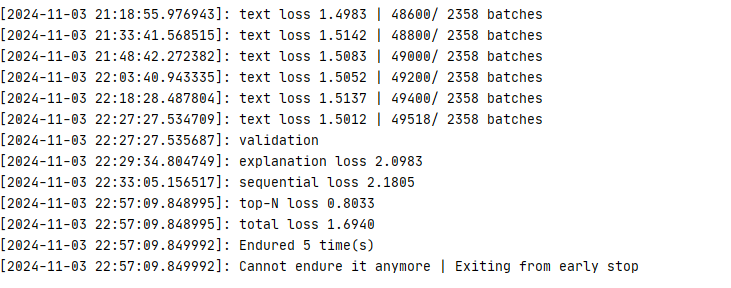 [2024-11-03 21:18:55.976943]: text loss 1.4983 | 48600/ 2358 batches
[2024-11-03 21:33:41.568515]: text loss 1.5142 | 48800/ 2358 batches
[2024-11-03 21:48:42.272382]: text loss 1.5083 | 49000/ 2358 batches
[2024-11-03 22:03:40.943335]: text loss 1.5052 | 49200/ 2358 batches
[2024-11-03 22:18:28.487804]: text loss 1.5137 | 49400/ 2358 batches
[2024-11-03 22:27:27.534709]: text loss 1.5012 | 49518/ 2358 batches
[2024-11-03 22:27:27.535687]: validation
[2024-11-03 22:29:34.804749]: explanation loss 2.0983
[2024-11-03 22:33:05.156517]: sequential loss 2.1805
[2024-11-03 22:57:09.848995]: top-N loss 0.8033
[2024-11-03 22:57:09.848995]: total loss 1.6940
[2024-11-03 22:57:09.849992]: Endured 5 time(s)
[2024-11-03 22:57:09.849992]: Cannot endure it anymore | Exiting from early stop